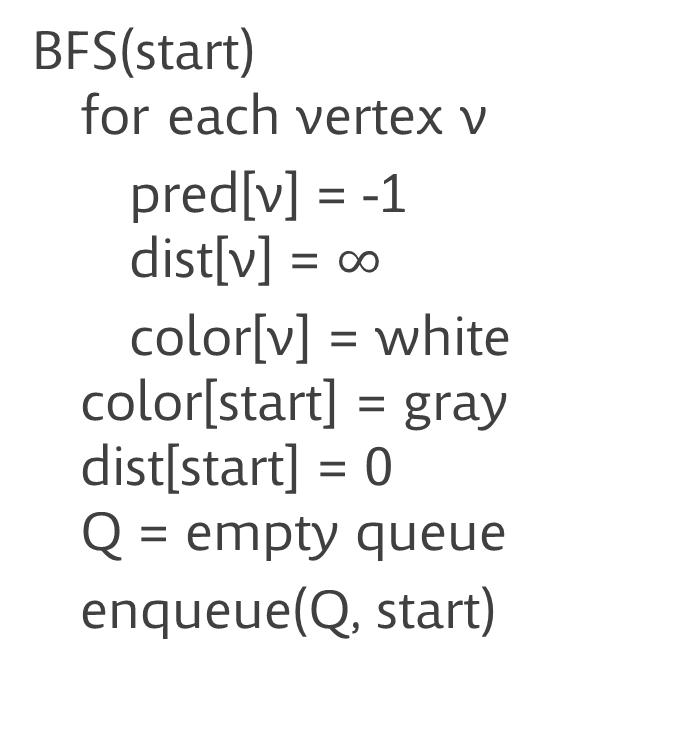 BFS(start)
for each vertex v
pred[v] = -1
dist[v] = ∞
color[v] = white
color[start] = gray
dist[start] = 0
Q = empty queue
enqueue(Q, start)